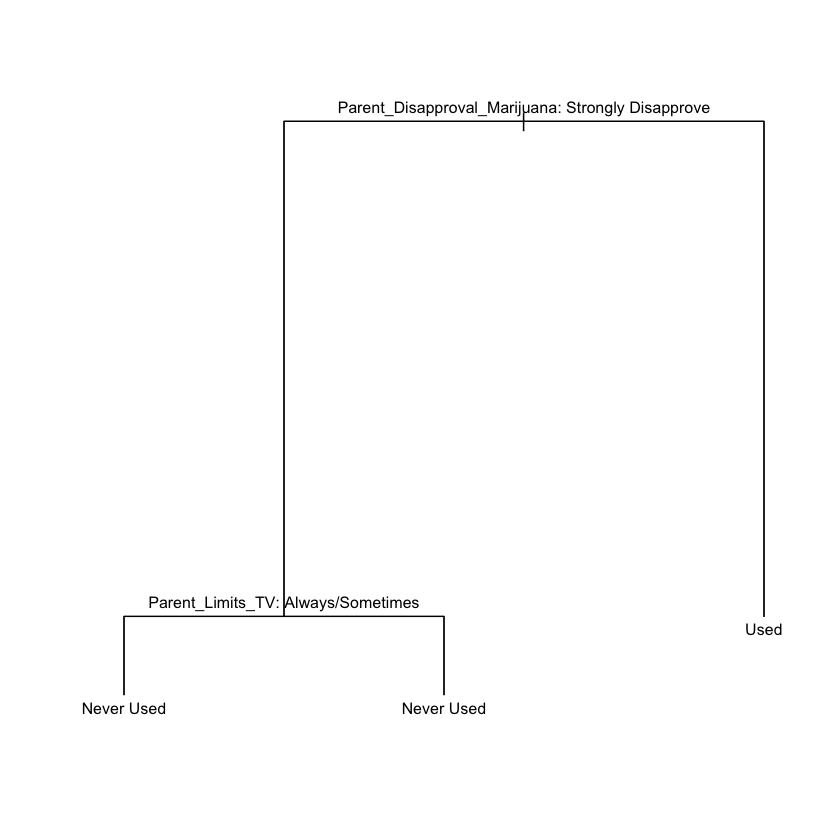 Parent_Disapproval_Marijuana: Strongly Disapprove
Parent_Limits_TV: Always/Sometimes
Used
Never Used
Never Used